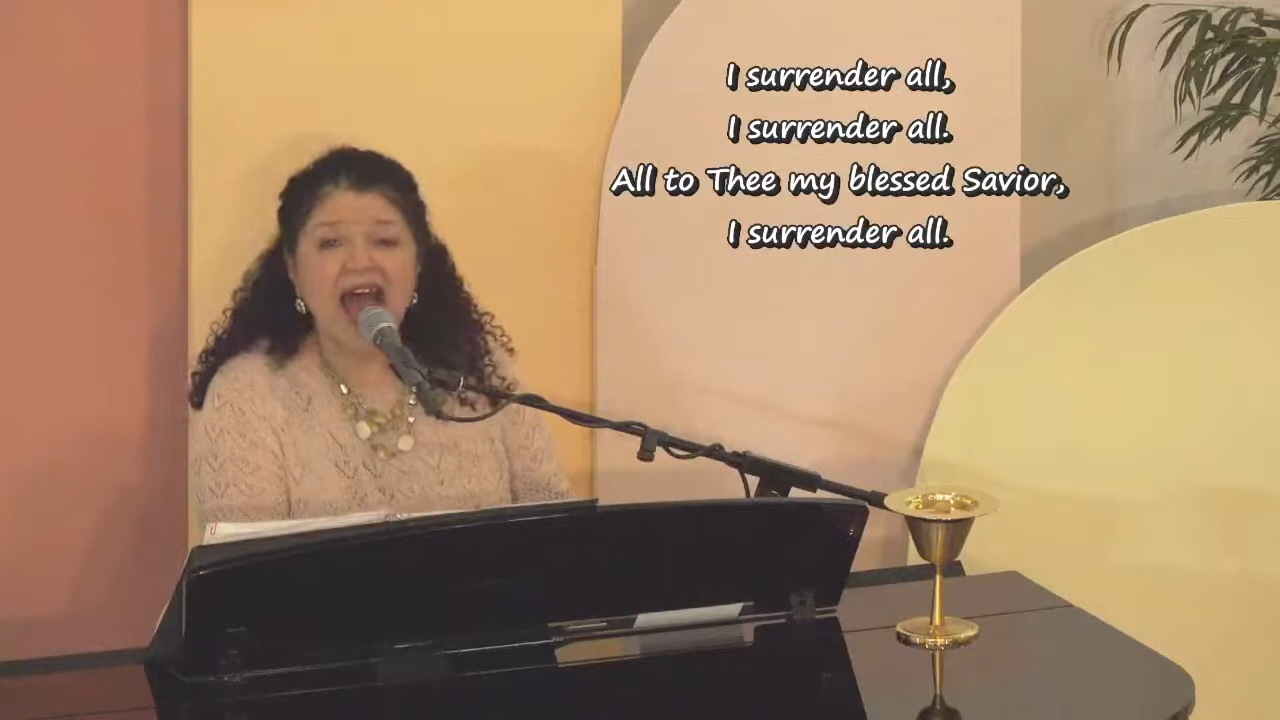 I surrender all,
I surrender all.
All to Thee my blessed Savior,
I surrender all.